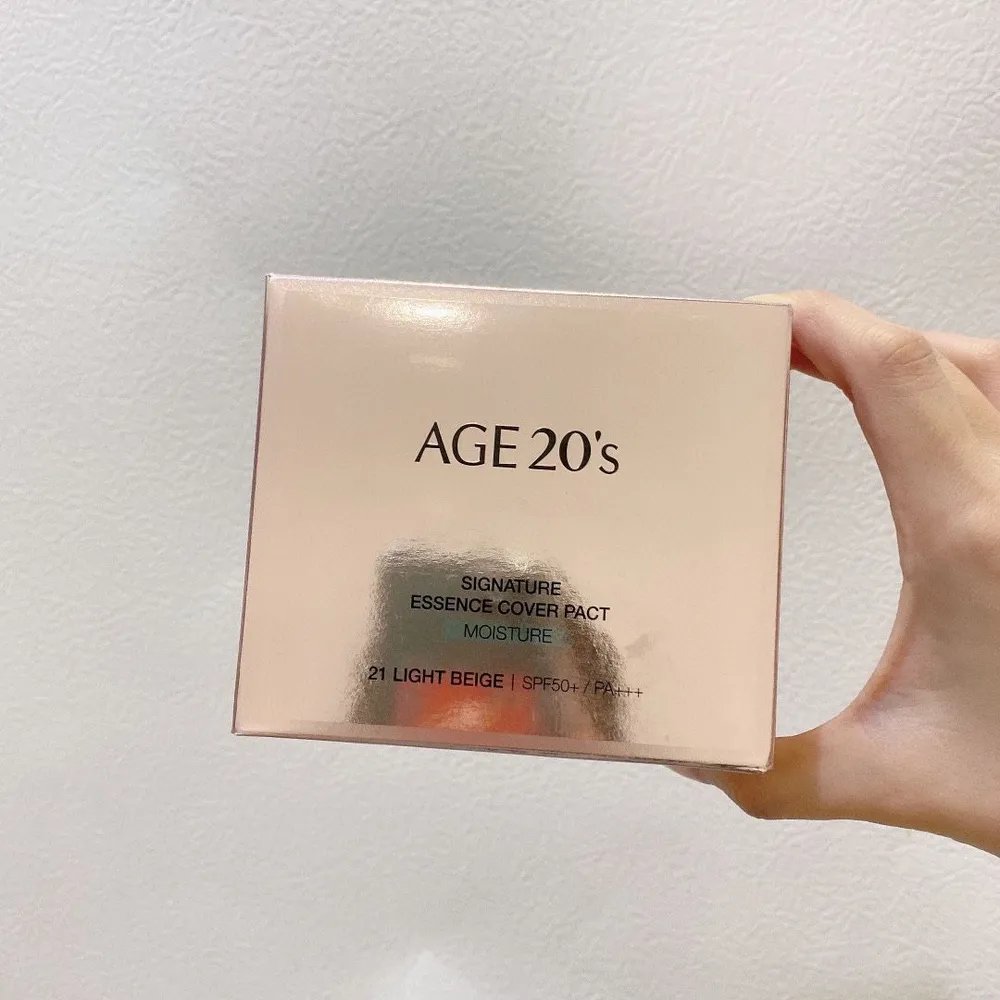 AGE 20's
SIGNATURE
ESSENCE COVER PACT
MOISTURE
21 LIGHT BEIGE | SPF50+ / PA+++